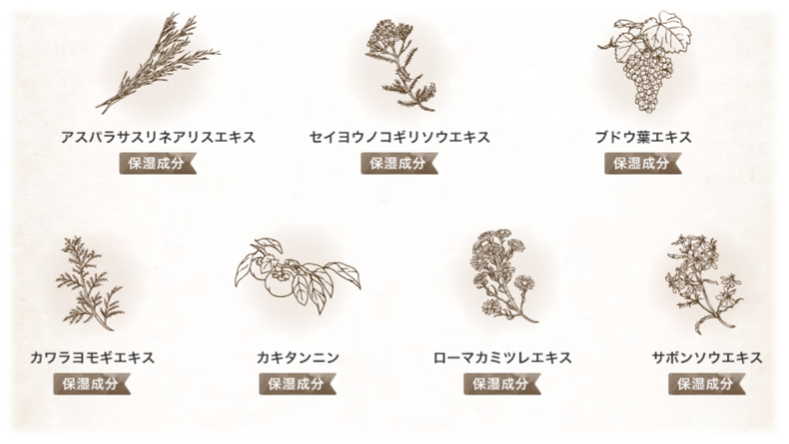 アスパラサスリネアリスエキス
セイヨウノコギリソウエキス
ブドウ葉エキス
保湿成分
保湿成分
保湿成分
カワラヨモギエキス
カキタンニン
ローマカミツレエキス
サボンソウエキス
保湿成分
保湿成分
保湿成分
保湿成分